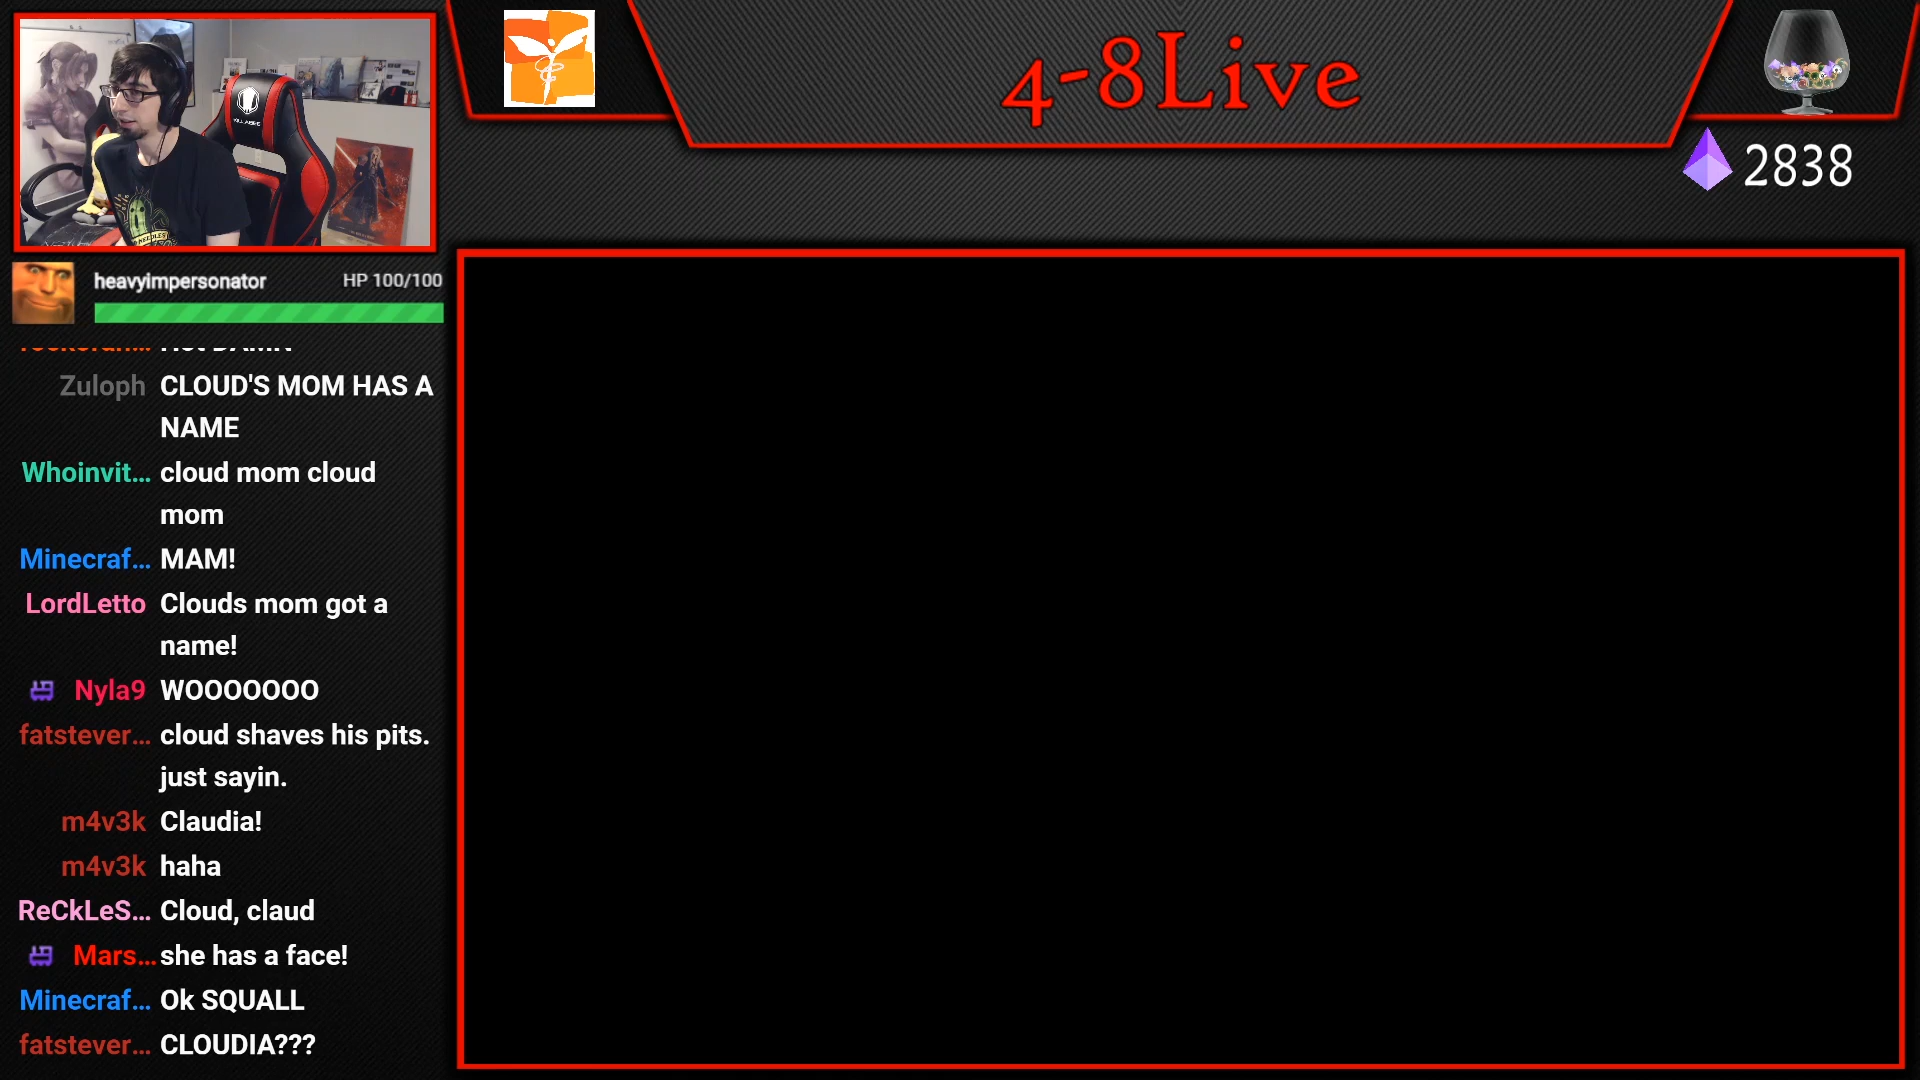 4-8Live
2838
heavyimpersonator HP 100/100
Zuloph CLOUD'S MOM HAS A
NAME
Whoinvit… cloud mom cloud
mom
Minecraf… MAM!
LordLetto Clouds mom got a
name!
Nyla9 WOOOOOOO
fatstever… cloud shaves his pits.
just sayin.
m4v3k Claudia!
m4v3k haha
ReCkLeS… Cloud, claud
Mars… she has a face!
Minecraf… Ok SQUALL
fatstever… CLOUDIA???